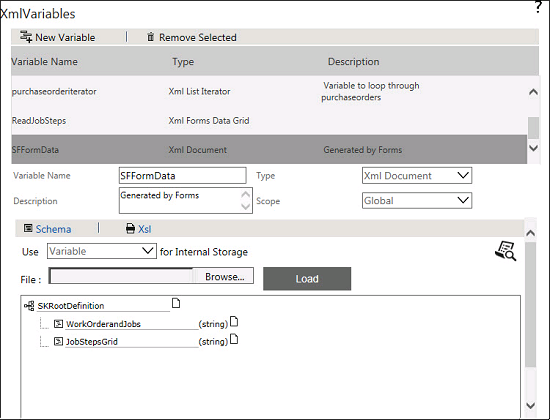 XmlVariables ?
New Variable | Remove Selected
Variable Name Type Description
purchaseorderiterator Xml List Iterator Variable to loop through
purchaseorders
ReadJobSteps Xml Forms Data Grid
SFFormData Xml Document Generated by Forms
Variable Name SFFormData Type Xml Document
Description Generated by Forms Scope Global
Schema | Xsl
Use Variable for Internal Storage
File : Browse... Load
SKRootDefinition
WorkOrderandJobs (string)
JobStepsGrid (string)